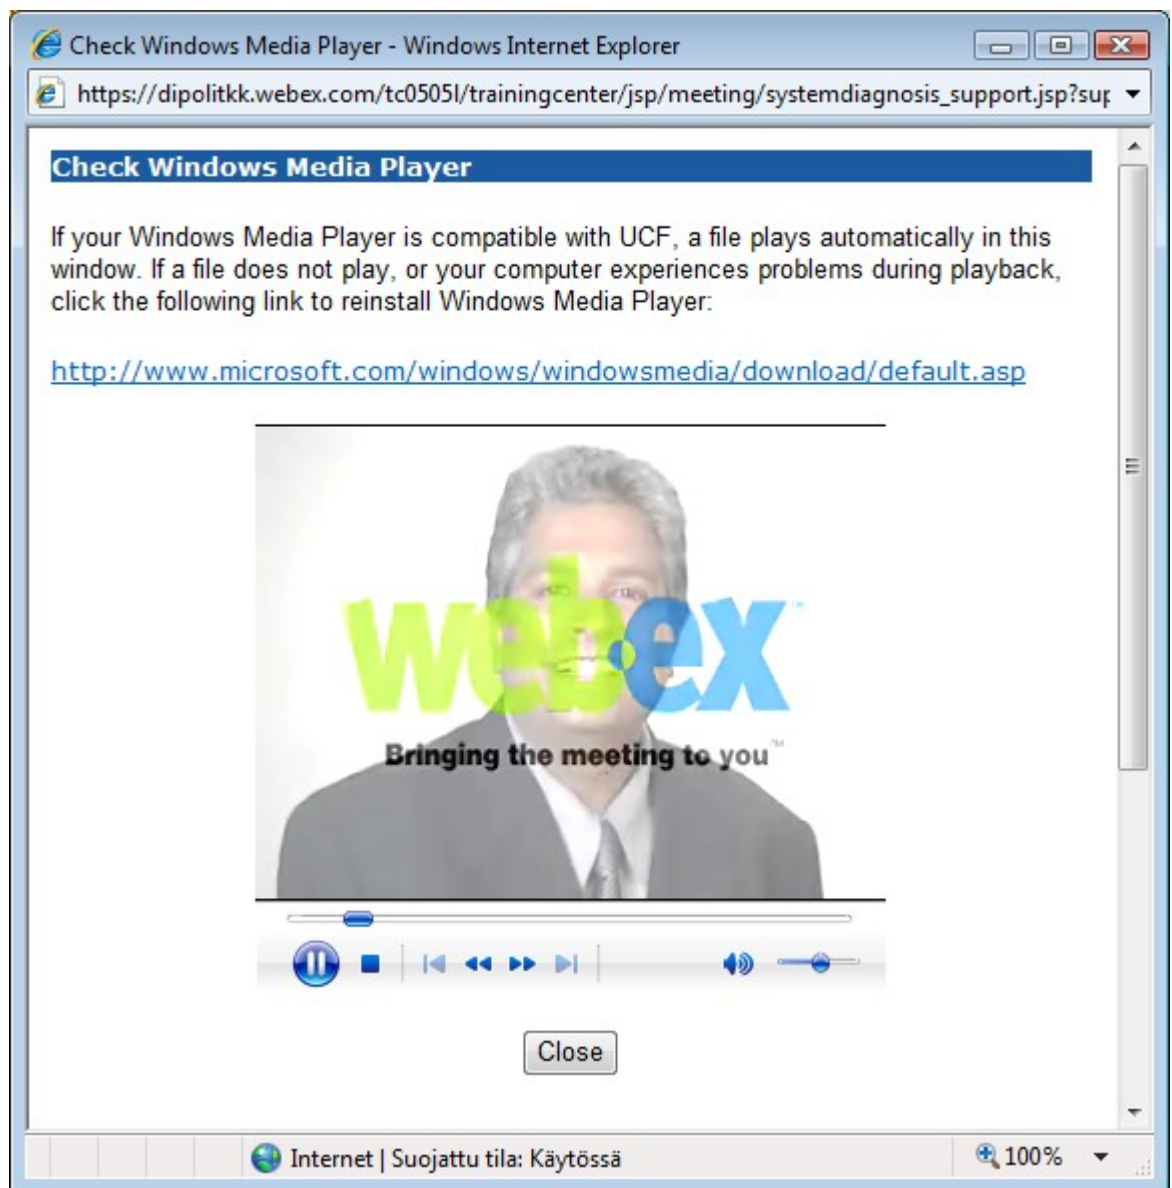 Check Windows Media Player - Windows Internet Explorer
https://dipolitkk.webex.com/tc0505l/trainingcenter/jsp/meeting/systemdiagnosis_support.jsp?sup
Check Windows Media Player
If your Windows Media Player is compatible with UCF, a file plays automatically in this
window. If a file does not play, or your computer experiences problems during playback,
click the following link to reinstall Windows Media Player:
http://www.microsoft.com/windows/windowsmedia/download/default.asp
webex™
Bringing the meeting to you™
Close
Internet | Suojattu tila: Käytössä
100%